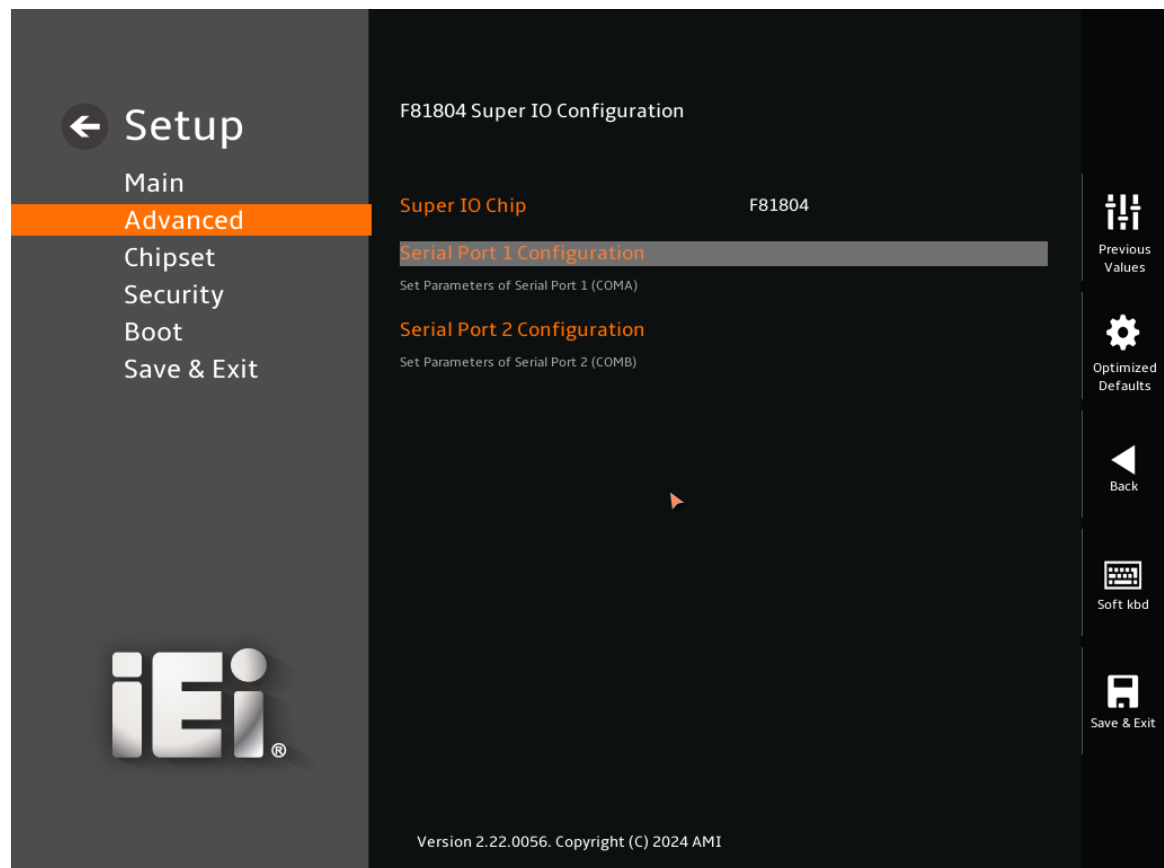 Setup
Main
Advanced
Chipset
Security
Boot
Save & Exit
iEi®
F81804 Super IO Configuration
Super IO Chip F81804
Serial Port 1 Configuration
Set Parameters of Serial Port 1 (COMA)
Serial Port 2 Configuration
Set Parameters of Serial Port 2 (COMB)
Version 2.22.0056. Copyright (C) 2024 AMI
Previous
Values
Optimized
Defaults
Back
Soft kbd
Save & Exit